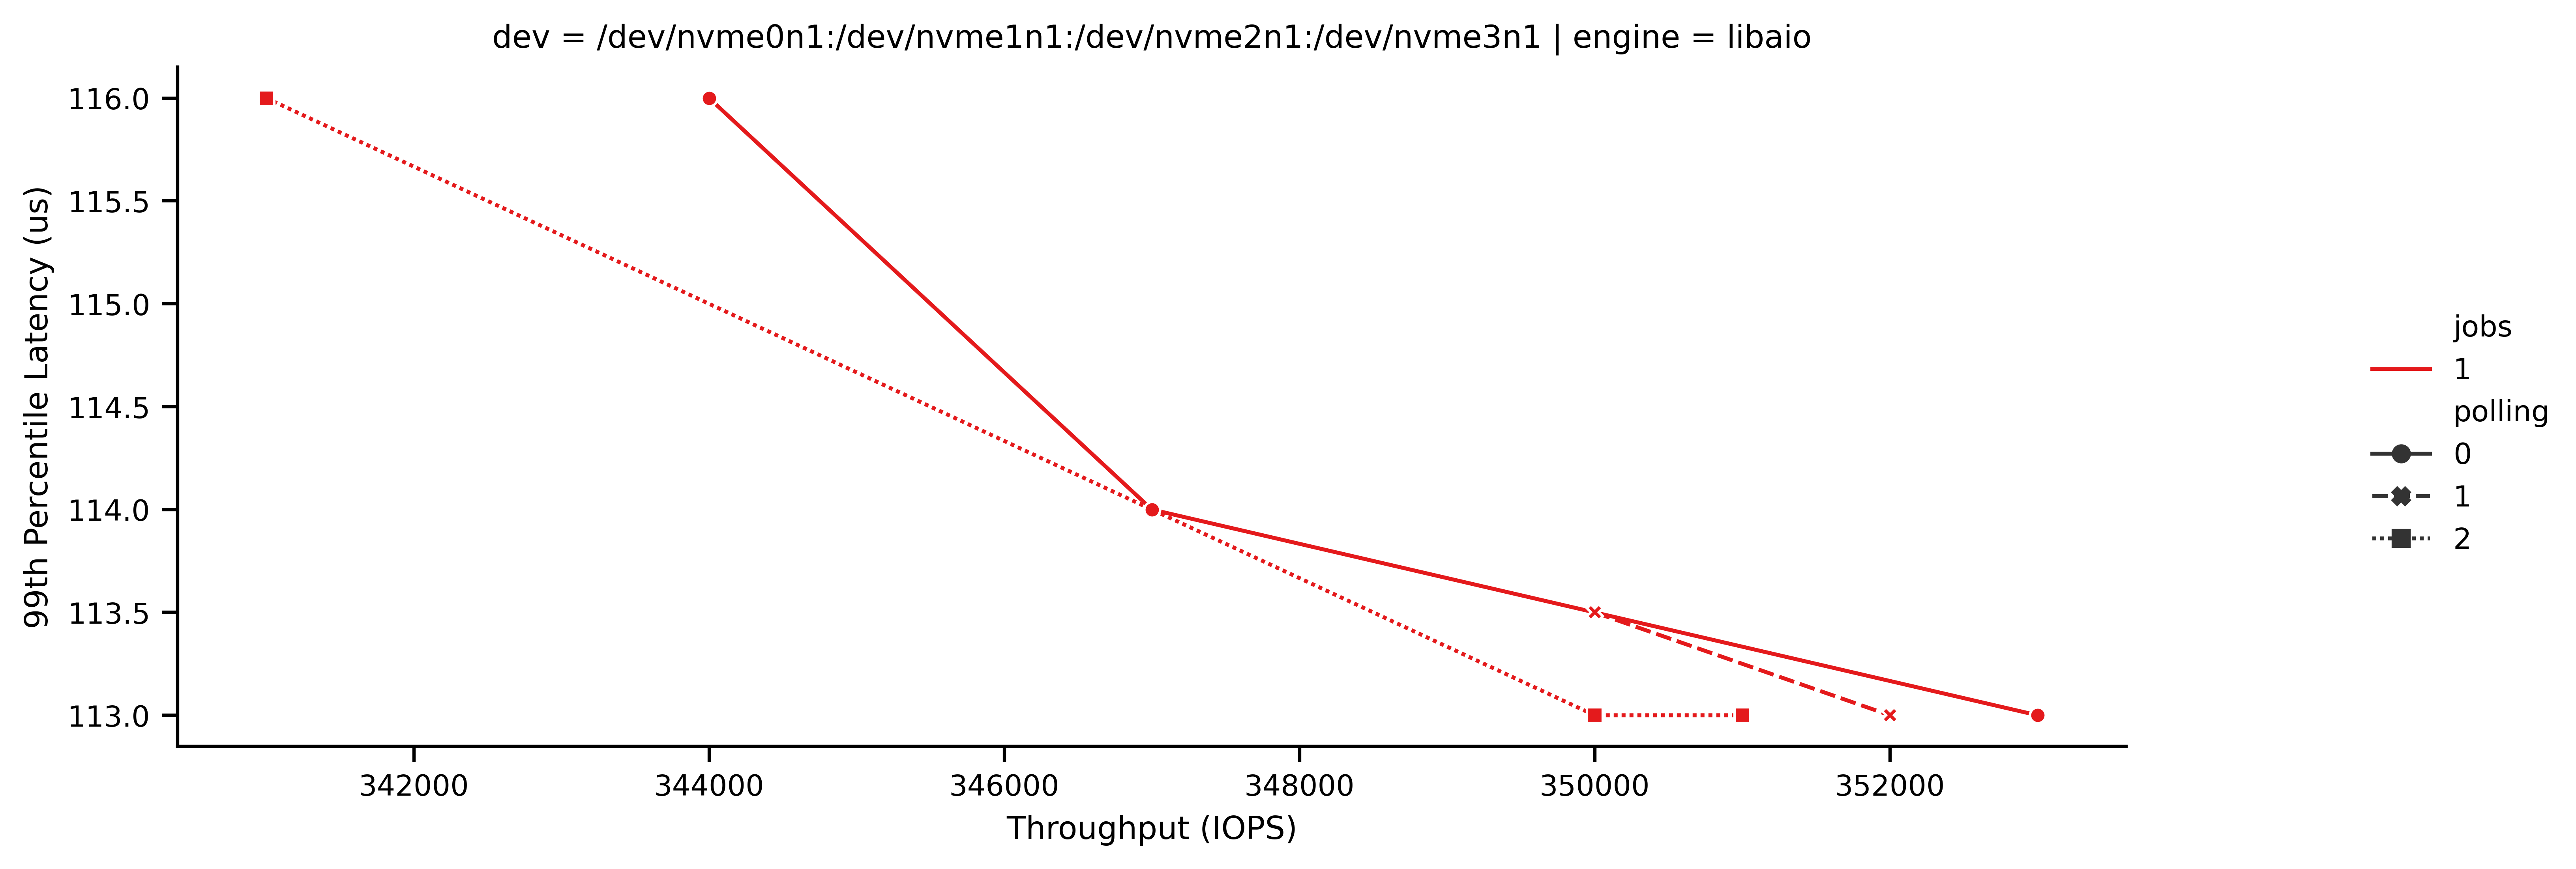 dev = /dev/nvme0n1:/dev/nvme1n1:/dev/nvme2n1:/dev/nvme3n1 | engine = libaio
99th Percentile Latency (us)
116.0
115.5
115.0
114.5
114.0
113.5
113.0
342000 344000 346000 348000 350000 352000
Throughput (IOPS)
jobs
1
polling
0
1
2